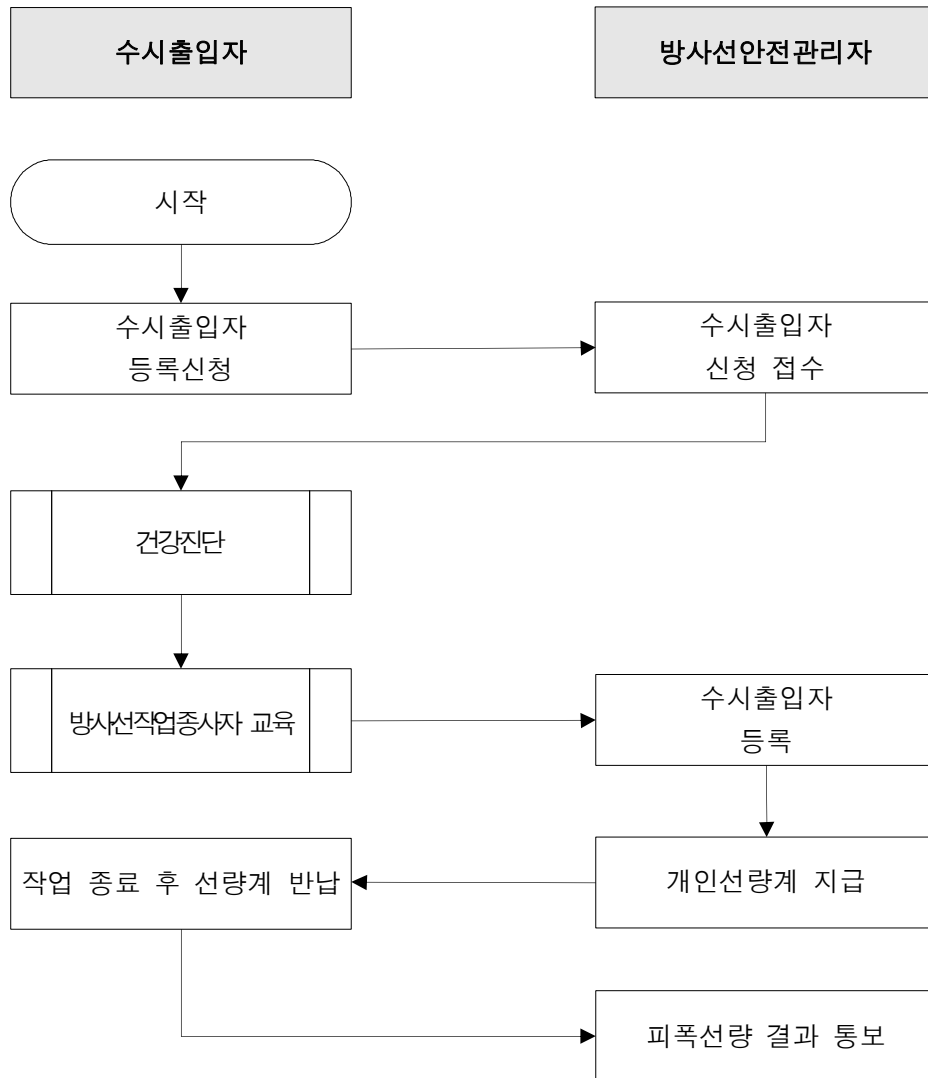 수시출입자
방사선안전관리자
시작
수시출입자
등록신청
수시출입자
신청 접수
건강진단
방사선작업종사자 교육
수시출입자
등록
작업 종료 후 선량계 반납
개인선량계 지급
피폭선량 결과 통보